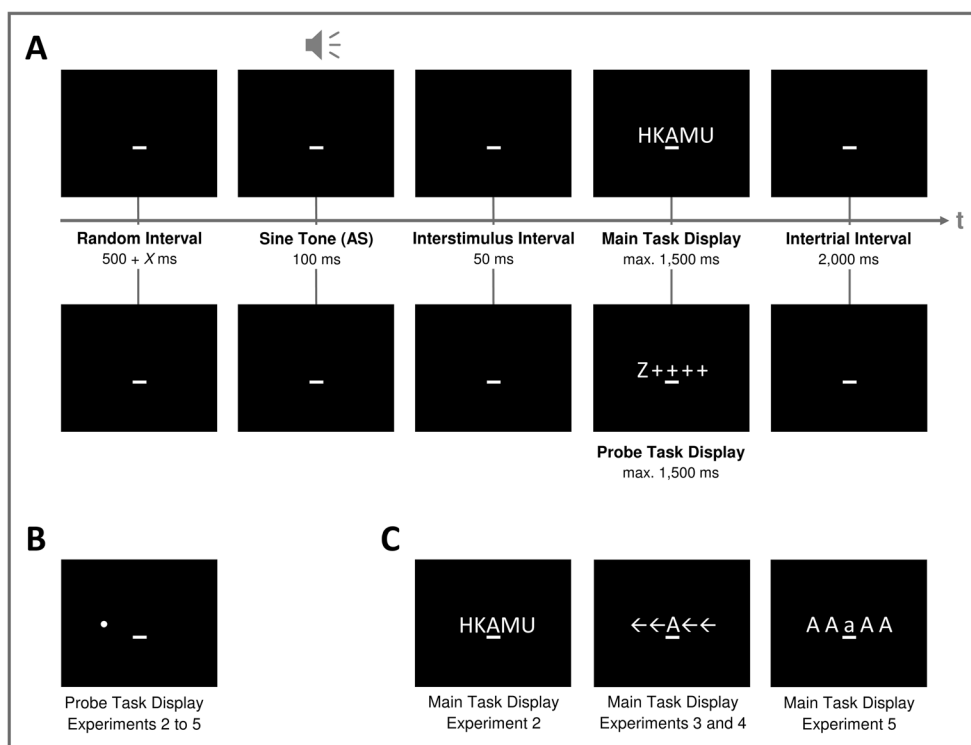 A
HKAMU
t
Random Interval
500 + X ms
Sine Tone (AS)
100 ms
Interstimulus Interval
50 ms
Main Task Display
max. 1,500 ms
Intertrial Interval
2,000 ms
Z++++
Probe Task Display
max. 1,500 ms
B
Probe Task Display
Experiments 2 to 5
C
HKAMU
Main Task Display
Experiment 2
←←A←←
Main Task Display
Experiments 3 and 4
A A a A A
Main Task Display
Experiment 5